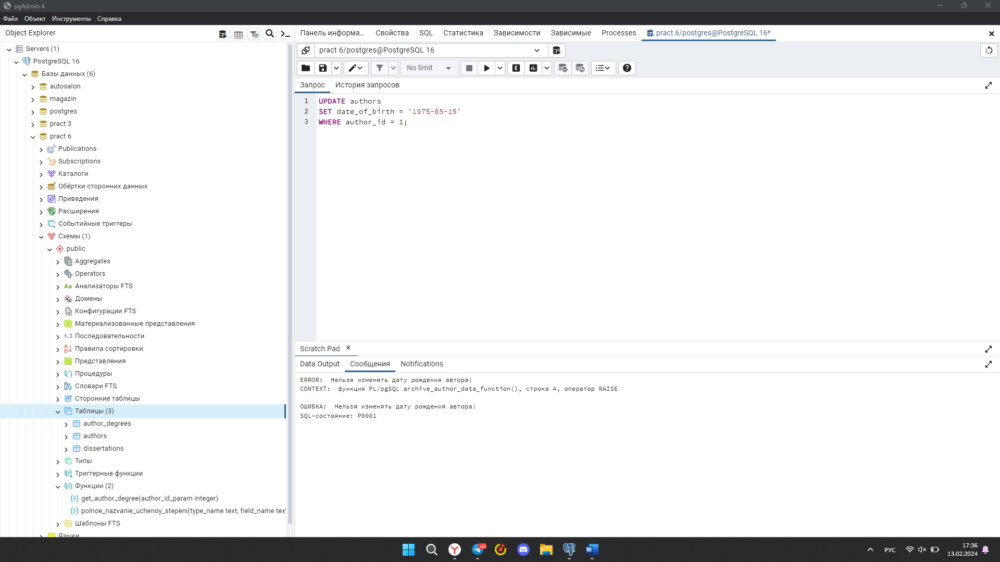 pgAdmin 4
Файл Объект Инструменты Справка
Object Explorer
Панель информа... Свойства SQL Статистика Зависимости Зависимые Processes pract 6/postgres@PostgreSQL 16*
Servers (1)
PostgreSQL 16
Базы данных (6)
autosalon
magazin
postgres
pract 3
pract 6
Publications
Subscriptions
Каталоги
Обёртки сторонних данных
Приведения
Расширения
Событийные триггеры
Схемы (1)
public
Aggregates
Operators
Aa Анализаторы FTS
Домены
Конфигурации FTS
Материализованные представления
1..3 Последовательности
Правила сортировки
Представления
Процедуры
Словари FTS
Сторонние таблицы
Таблицы (3)
author_degrees
authors
dissertations
Типы
Триггерные функции
Функции (2)
get_author_degree(author_id_param integer)
polnoe_nazvanie_uchenoy_stepeni(type_name text, field_name tex
Шаблоны FTS
Языки
pract 6/postgres@PostgreSQL 16
No limit
E
Запрос История запросов
1 UPDATE authors
2 SET date_of_birth = '1975-05-15'
3 WHERE author_id = 1;
Scratch Pad
Data Output Сообщения Notifications
ERROR: Нельзя изменять дату рождения автора!
CONTEXT: функция PL/pgSQL archive_author_data_function(), строка 4, оператор RAISE
ОШИБКА: Нельзя изменять дату рождения автора!
SQL-состояние: P0001
60
РУС
17:36
13.02.2024